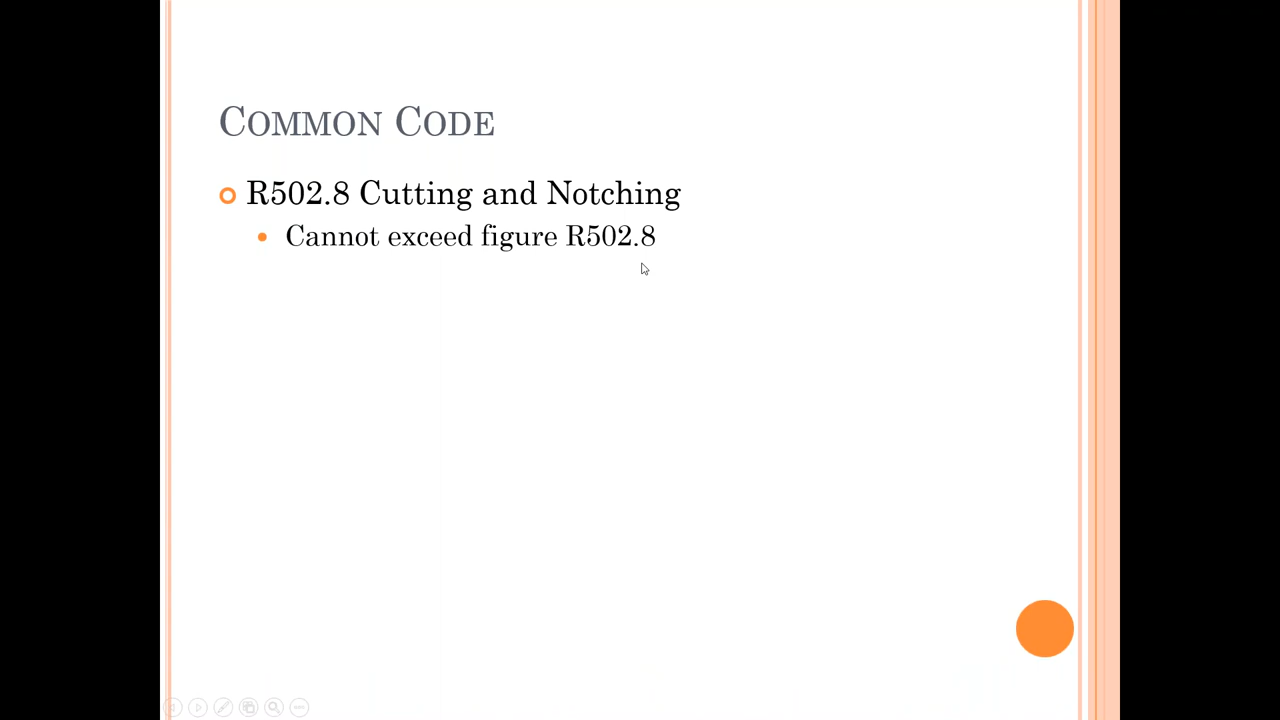 Common Code
R502.8 Cutting and Notching
Cannot exceed figure R502.8